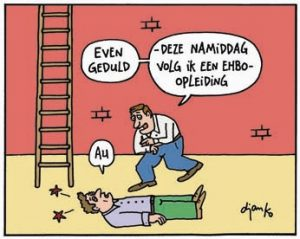 EVEN
GEDULD
-DEZE NAMIDDAG
VOLG IK EEN EHBO-
OPLEIDING
AU
djanko